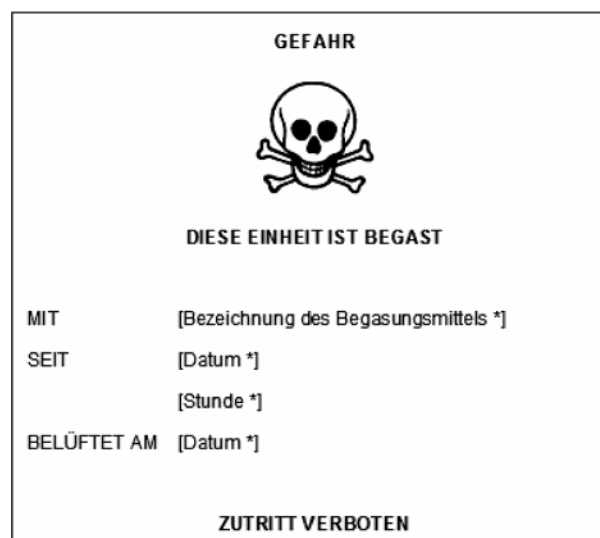 GEFAHR
DIESE EINHEIT IST BEGAST
MIT [Bezeichnung des Begasungsmittels *]
SEIT [Datum *]
[Stunde *]
BELÜFTET AM [Datum *]
ZUTRITT VERBOTEN